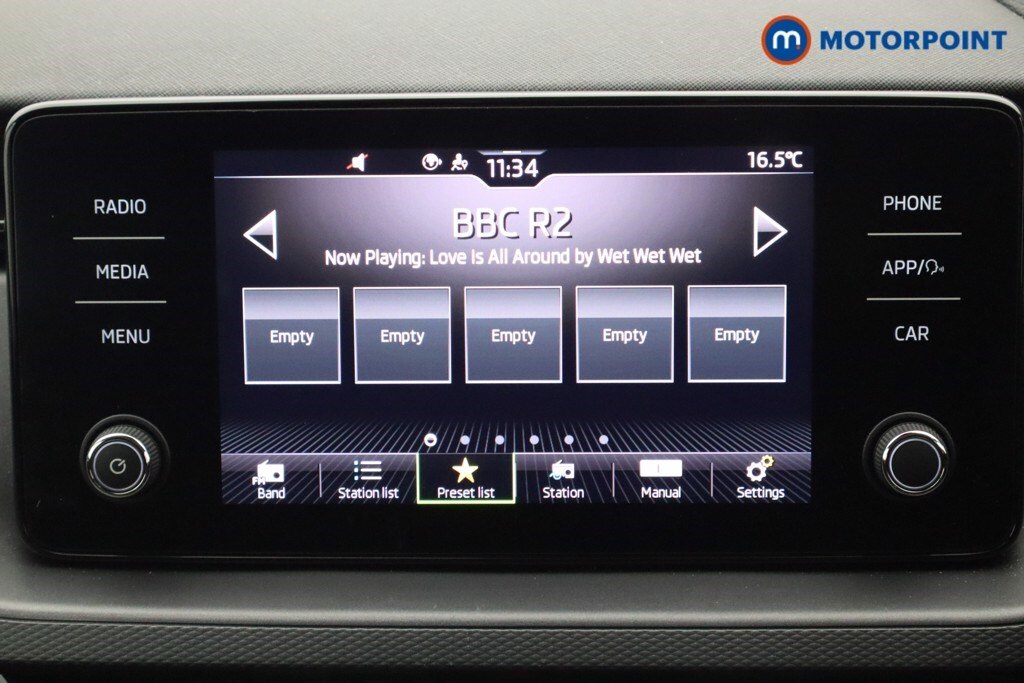 m MOTORPOINT
11:34
16.5°C
RADIO
MEDIA
MENU
BBC R2
Now Playing: Love Is All Around by Wet Wet Wet
Empty Empty Empty Empty Empty
FM
Band Station list Preset list Station Manual Settings
PHONE
APP/
CAR